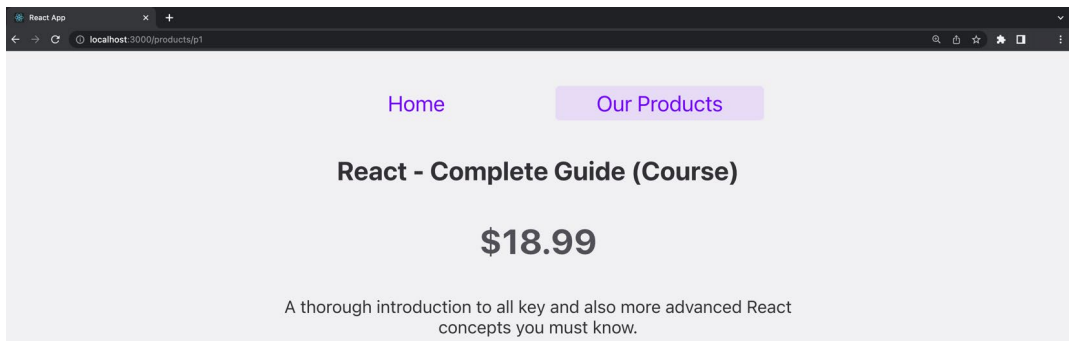 React App
localhost:3000/products/p1
Home
Our Products
React - Complete Guide (Course)
$18.99
A thorough introduction to all key and also more advanced React
concepts you must know.